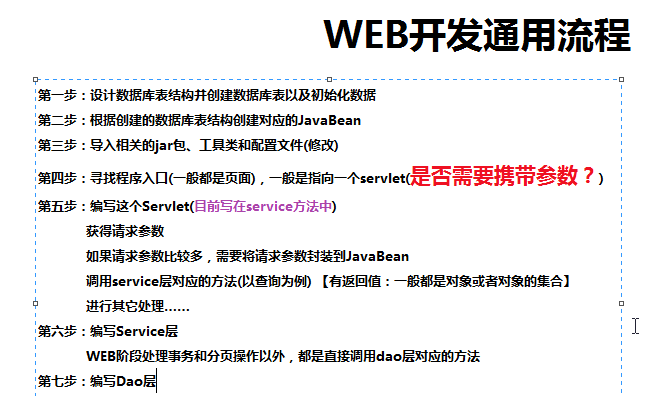 WEB开发通用流程
第一步：设计数据库表结构并创建数据库表以及初始化数据
第二步：根据创建的数据库表结构创建对应的JavaBean
第三步：导入相关的jar包、工具类和配置文件(修改)
第四步：寻找程序入口(一般都是页面)，一般是指向一个servlet(是否需要携带参数？)
第五步：编写这个Servlet(目前写在service方法中)
获得请求参数
如果请求参数比较多，需要将请求参数封装到JavaBean
调用service层对应的方法(以查询为例) 【有返回值：一般都是对象或者对象的集合】
进行其它处理……
第六步：编写Service层
WEB阶段处理事务和分页操作以外，都是直接调用dao层对应的方法
第七步：编写Dao层